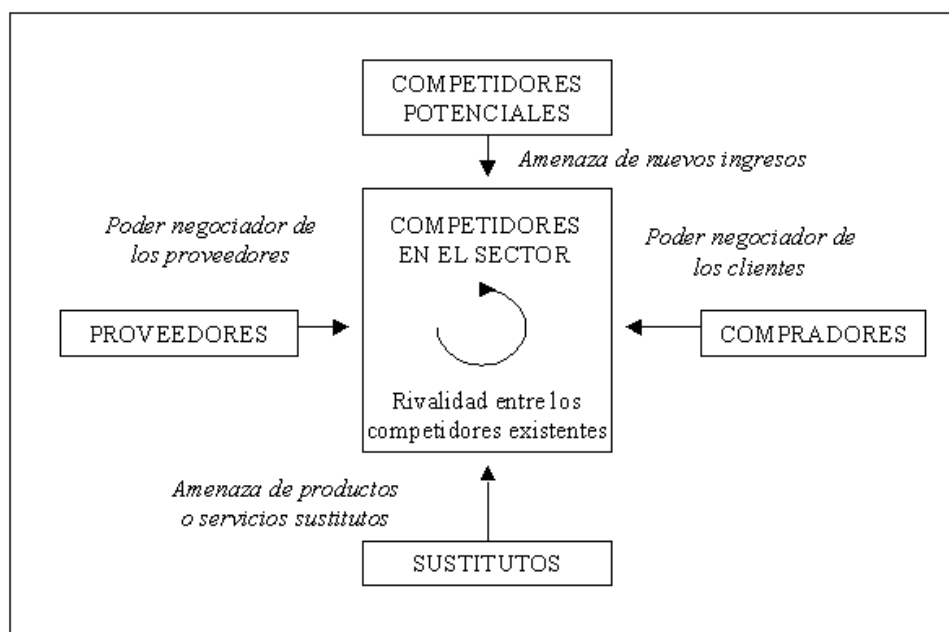 COMPETIDORES
POTENCIALES
Amenaza de nuevos ingresos
Poder negociador de
los proveedores
COMPETIDORES
EN EL SECTOR
Poder negociador de
los clientes
PROVEEDORES
COMPRADORES
Rivalidad entre los
competidores existentes
Amenaza de productos
o servicios sustitutos
SUSTITUTOS